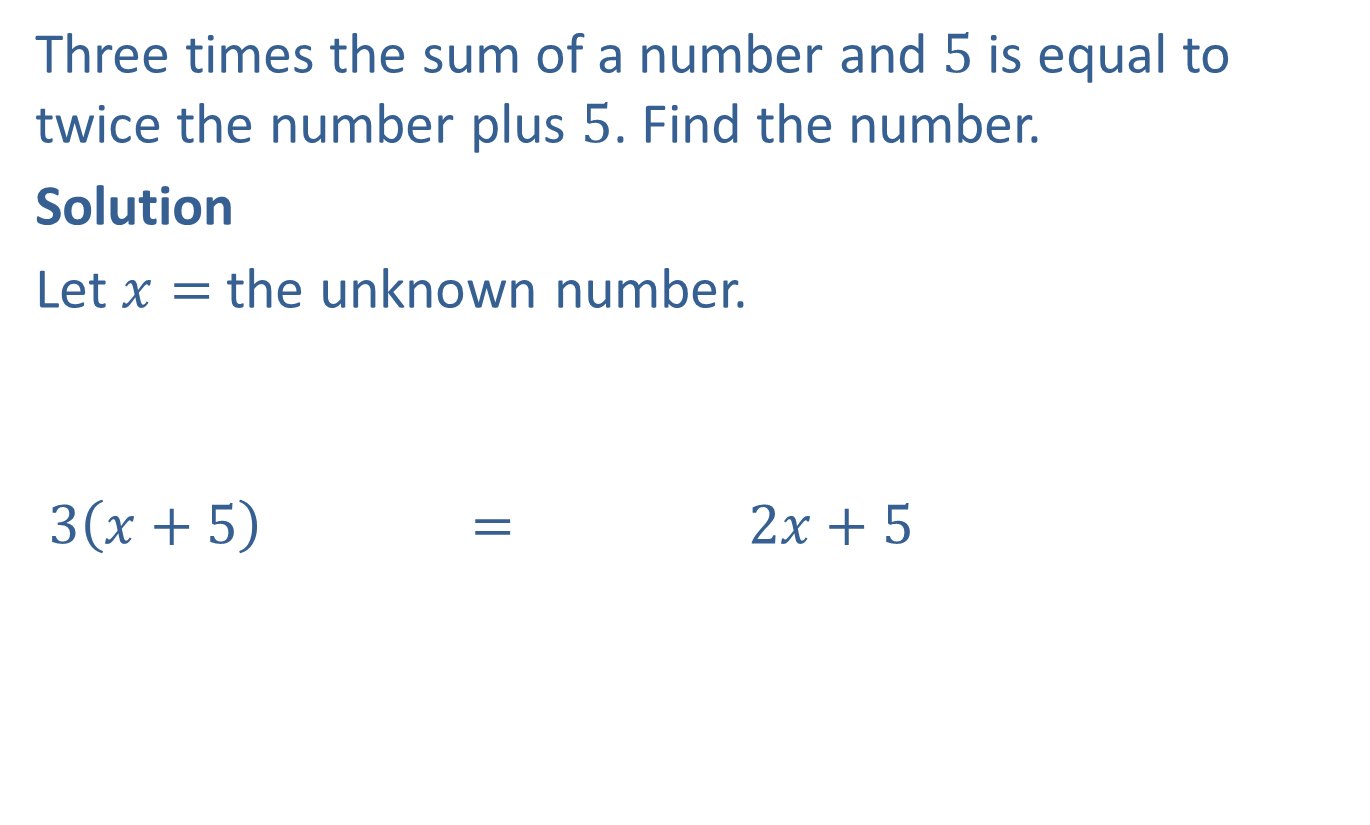 Three times the sum of a number and 5 is equal to
twice the number plus 5. Find the number.
Solution
Let x = the unknown number.
3(x + 5) = 2x + 5